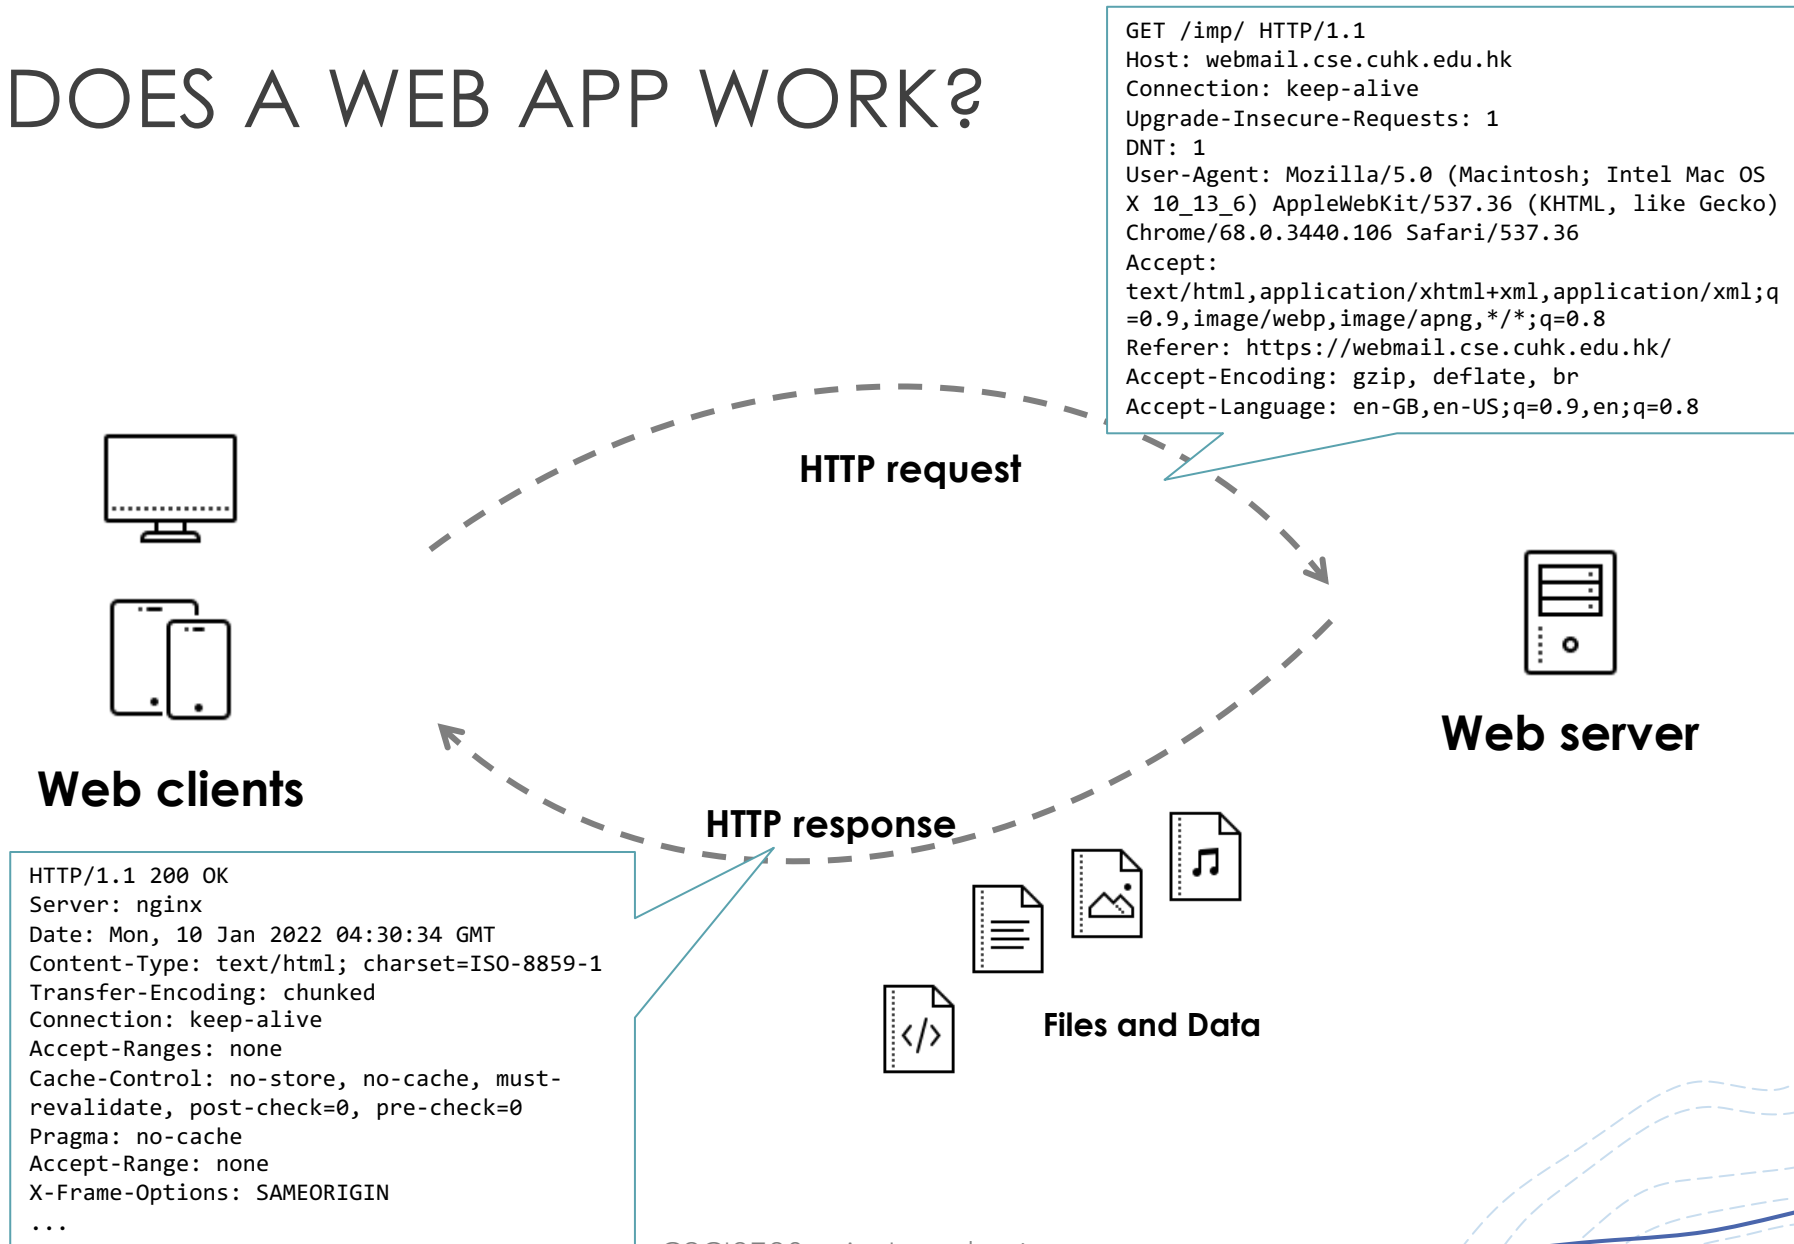 DOES A WEB APP WORK?
GET /imp/ HTTP/1.1
Host: webmail.cse.cuhk.edu.hk
Connection: keep-alive
Upgrade-Insecure-Requests: 1
DNT: 1
User-Agent: Mozilla/5.0 (Macintosh; Intel Mac OS
X 10_13_6) AppleWebKit/537.36 (KHTML, like Gecko)
Chrome/68.0.3440.106 Safari/537.36
Accept:
text/html,application/xhtml+xml,application/xml;q
=0.9,image/webp,image/apng,*/*;q=0.8
Referer: https://webmail.cse.cuhk.edu.hk/
Accept-Encoding: gzip, deflate, br
Accept-Language: en-GB,en-US;q=0.9,en;q=0.8
HTTP request
Web server
Web clients
HTTP response
HTTP/1.1 200 OK
Server: nginx
Date: Mon, 10 Jan 2022 04:30:34 GMT
Content-Type: text/html; charset=ISO-8859-1
Transfer-Encoding: chunked
Connection: keep-alive
Accept-Ranges: none
Cache-Control: no-store, no-cache, must-
revalidate, post-check=0, pre-check=0
Pragma: no-cache
Accept-Range: none
X-Frame-Options: SAMEORIGIN
...
</>
Files and Data